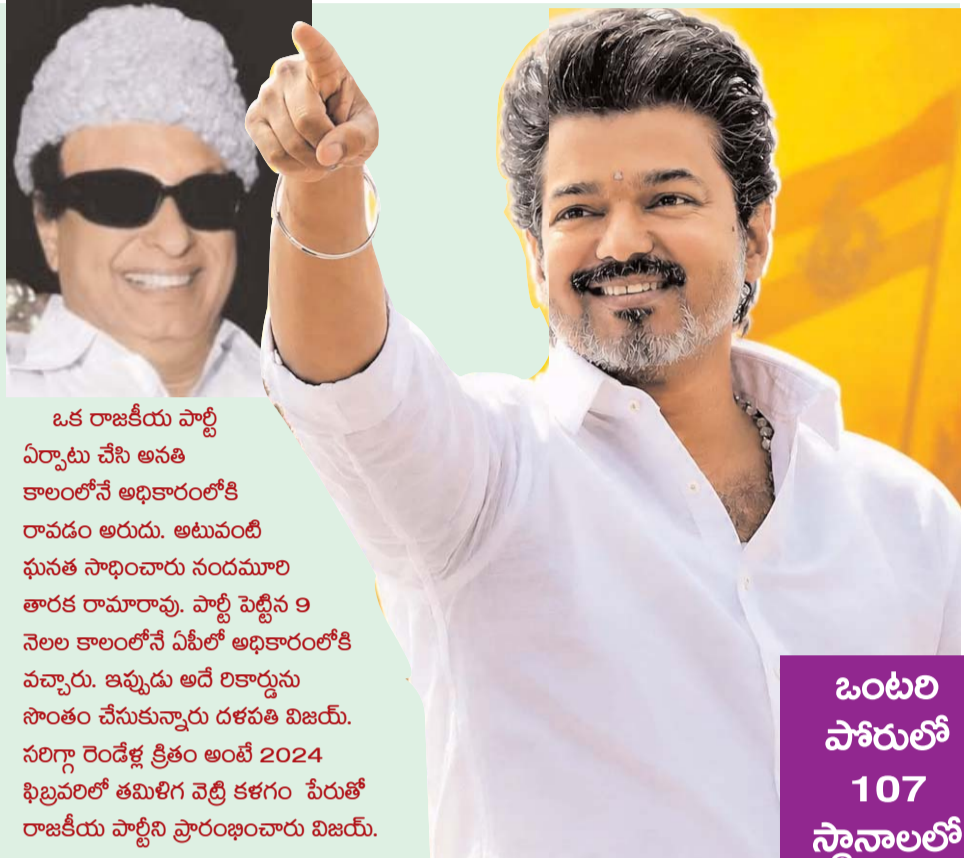 ఒక రాజకీయ పార్టీ
ఏర్పాటు చేసి అనతి
కాలంలోనే అధికారంలోకి
రావడం అరుదు. అటువంటి
ఘనత సాధించారు నందమూరి
తారక రామారావు. పార్టీ పెట్టిన 9
నెలల కాలంలోనే ఏపీలో అధికారంలోకి
వచ్చారు. ఇప్పుడు అదే రికార్డును
సొంతం చేసుకున్నారు దళపతి విజయ్.
సరిగ్గా రెండేళ్ల క్రితం అంటే 2024
ఫిబ్రవరిలో తమిళిగ వెట్రి కళగం పేరుతో
రాజకీయ పార్టీని ప్రారంభించారు విజయ్.
ఒంటరి
పోరులో
107
స్థానాలలో